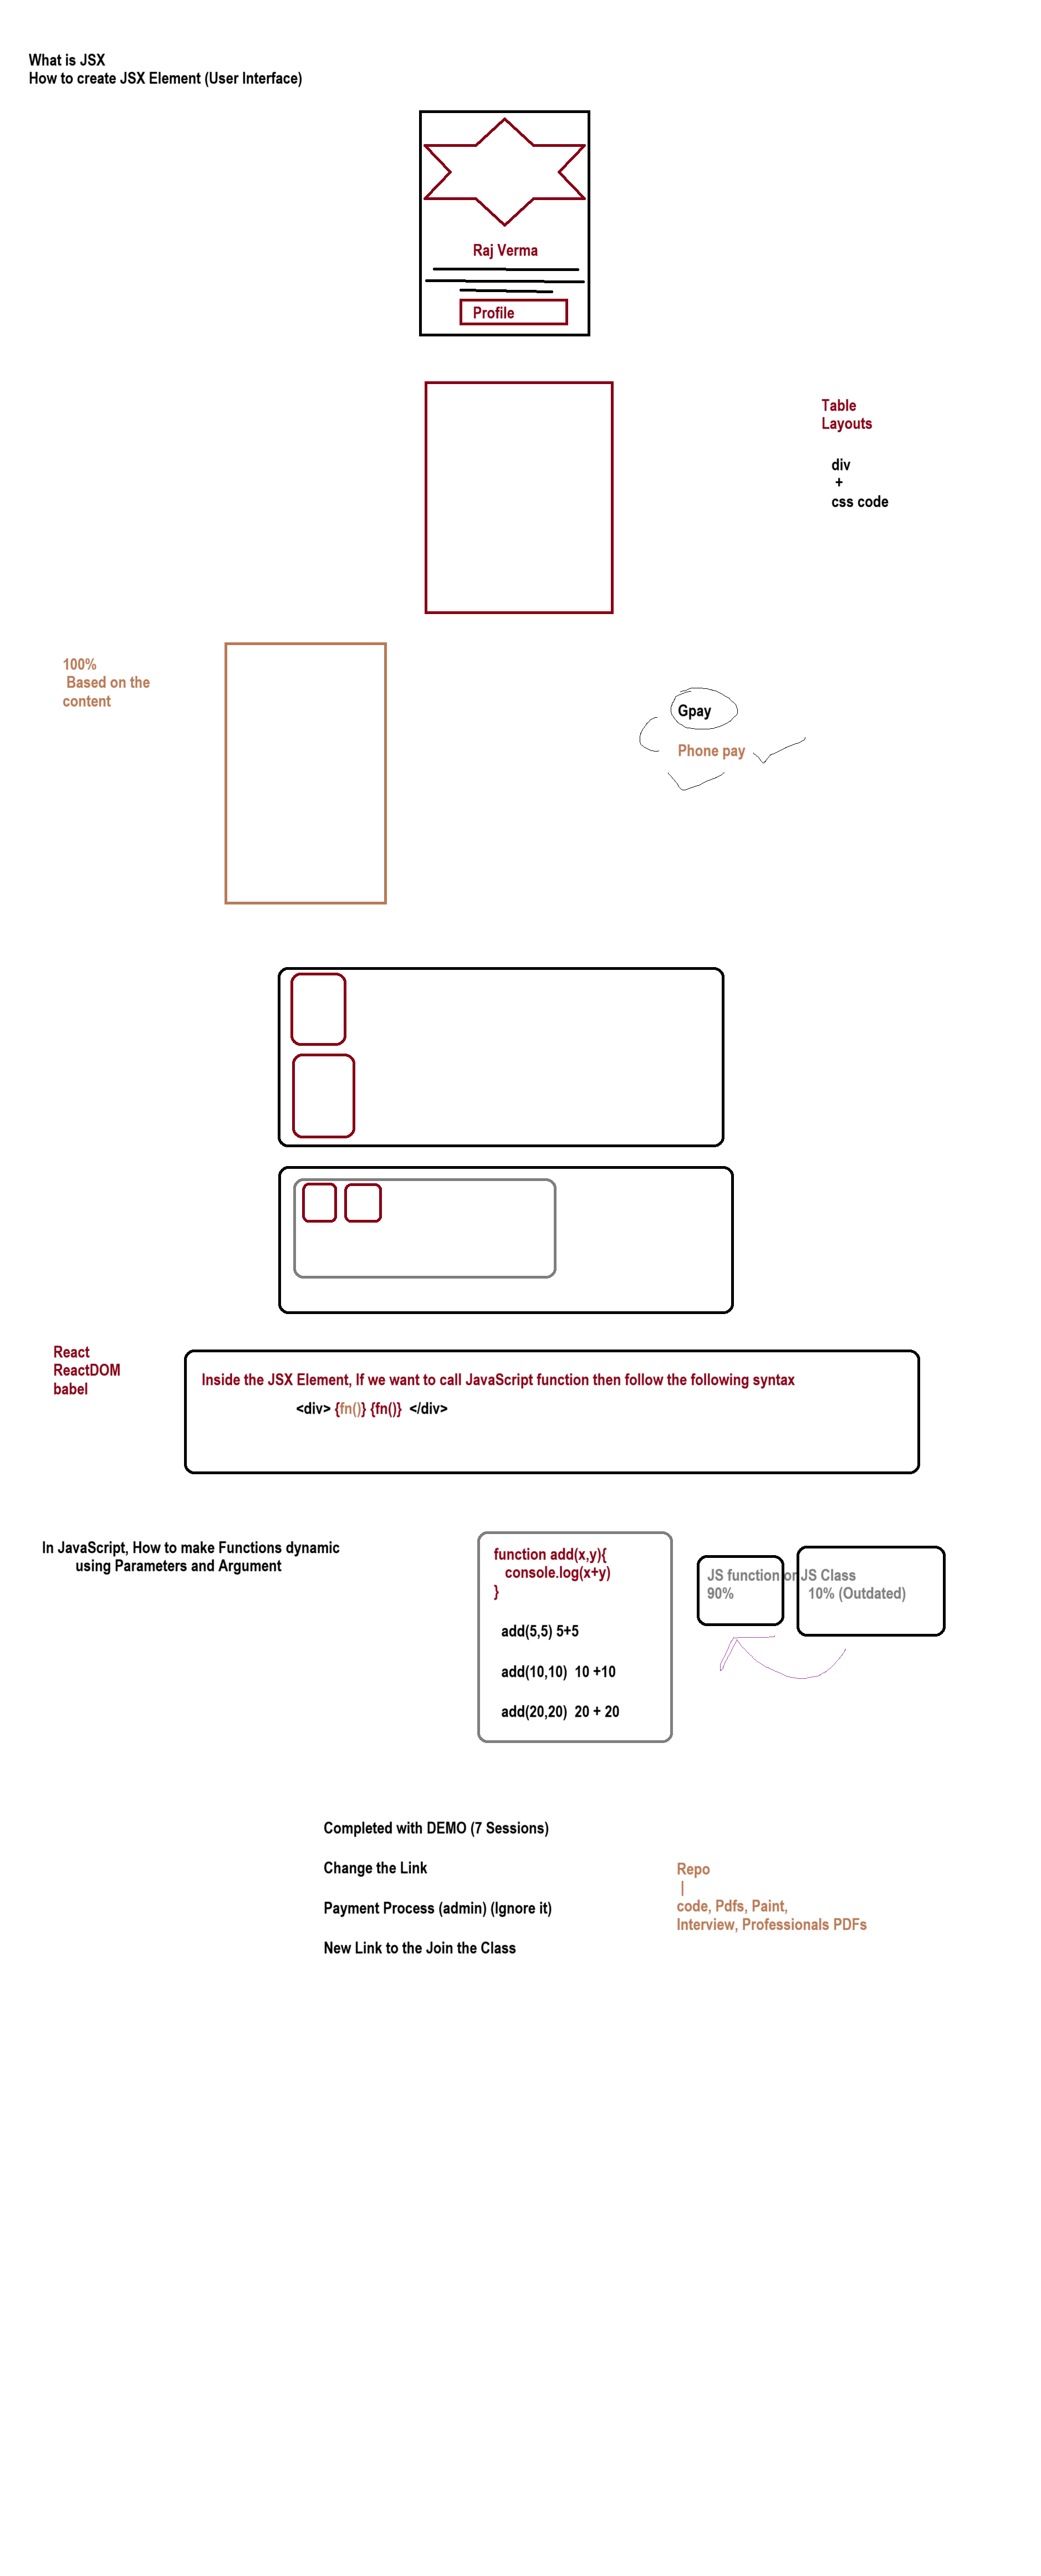 What is JSX
How to create JSX Element (User Interface)
Raj Verma
Profile
Table
Layouts
div
+
css code
100%
Based on the
content
Gpay
Phone pay
React
ReactDOM
babel
Inside the JSX Element, If we want to call JavaScript function then follow the following syntax
<div> {fn()} {fn()}  </div>
In JavaScript, How to make Functions dynamic
using Parameters and Argument
function add(x,y){
console.log(x+y)
}
add(5,5) 5+5
add(10,10)  10 +10
add(20,20)  20 + 20
JS function or JS Class
90%  10% (Outdated)
Completed with DEMO (7 Sessions)
Change the Link
Payment Process (admin) (Ignore it)
New Link to the Join the Class
Repo
|
code, Pdfs, Paint,
Interview, Professionals PDFs